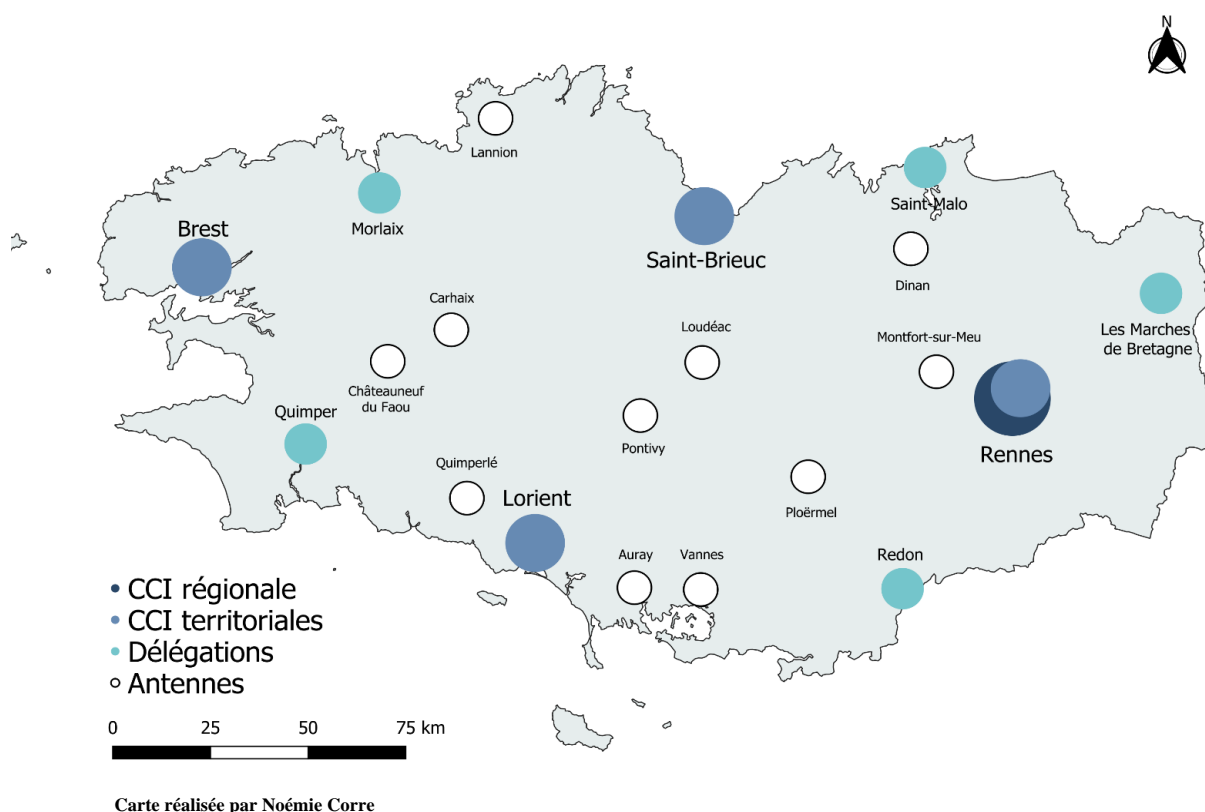 N
Lannion
Saint-Malo
Morlaix
Brest
Saint-Brieuc
Dinan
Carhaix
Les Marches
de Bretagne
Loudéac
Montfort-sur-Meu
Châteauneuf
du Faou
Quimper
Pontivy
Rennes
Quimperlé
Lorient
Ploërmel
Auray
Vannes
Redon
CCI régionale
CCI territoriales
Délégations
Antennes
0 25 50 75 km
Carte réalisée par Noémie Corre